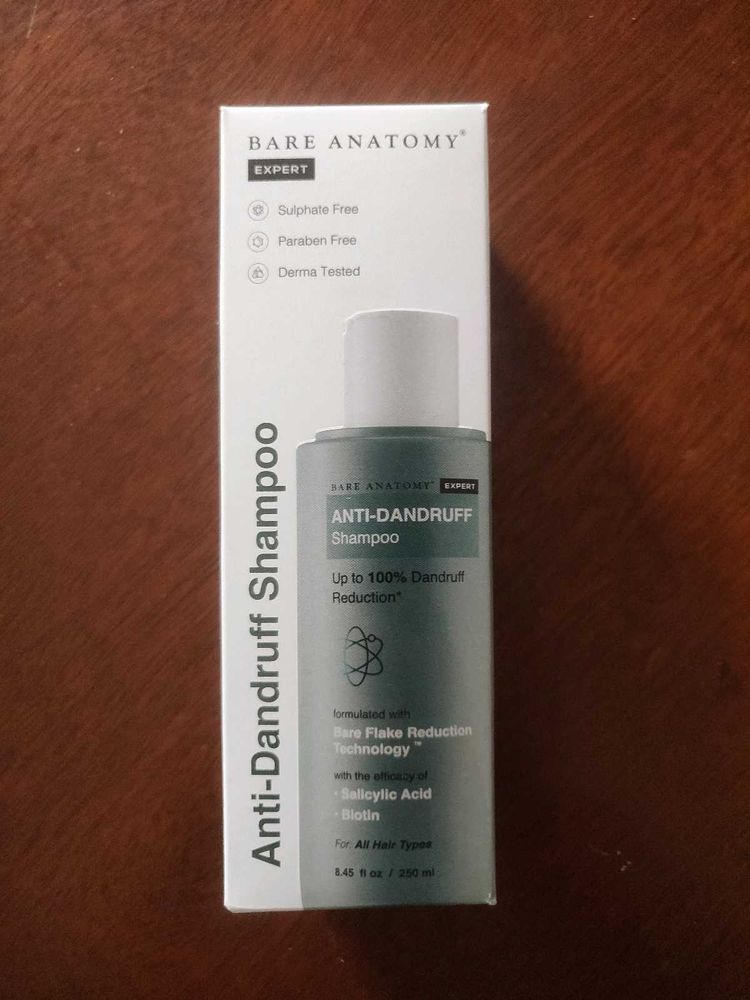 BARE ANATOMY®
EXPERT
Sulphate Free
Paraben Free
Derma Tested
Anti-Dandruff Shampoo
BARE ANATOMY™ EXPERT
ANTI-DANDRUFF
Shampoo
Up to 100% Dandruff
Reduction*
formulated with
Bare Flake Reduction
Technology™
with the efficacy of
• Salicylic Acid
• Biotin
For All Hair Types
8.45 fl oz / 250 ml